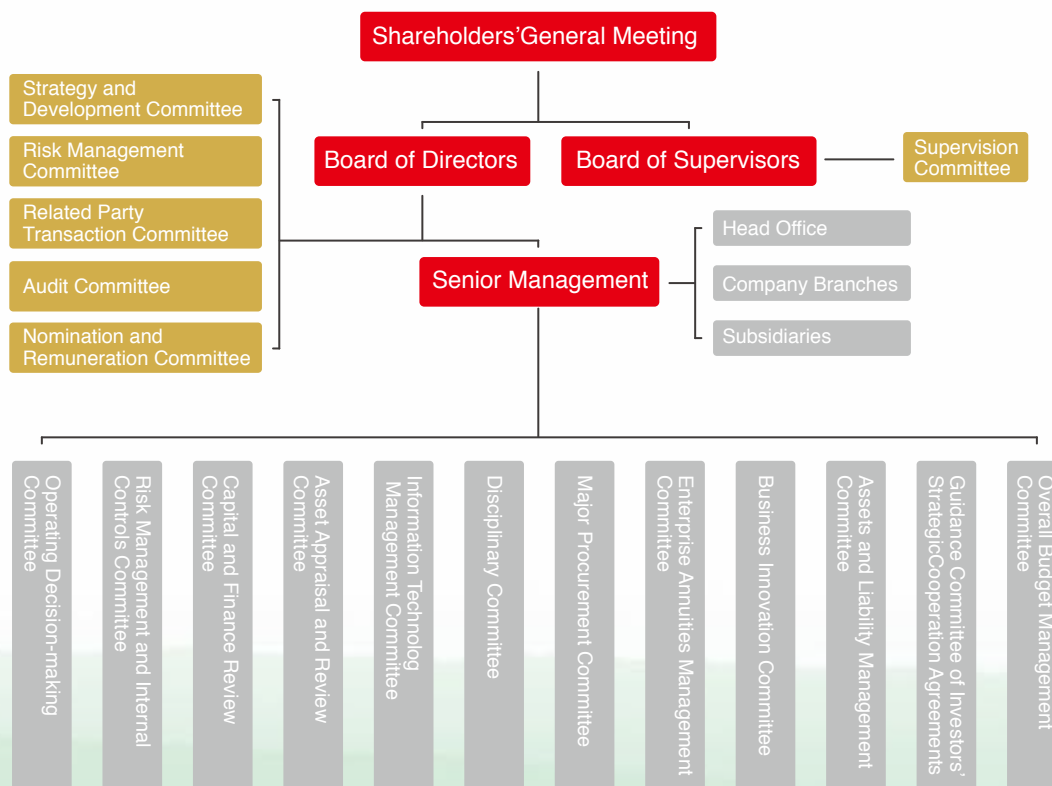 Shareholders'General Meeting
Strategy and
Development Committee
Risk Management
Committee
Related Party
Transaction Committee
Audit Committee
Nomination and
Remuneration Committee
Board of Directors
Board of Supervisors
Supervision
Committee
Senior Management
Head Office
Company Branches
Subsidiaries
Operating Decision-making
Committee
Risk Management and Internal
Controls Committee
Capital and Finance Review
Committee
Asset Appraisal and Review
Committee
Information Technolog
Management Committee
Disciplinary Committee
Major Procurement Committee
Enterprise Annuities Management
Committee
Business Innovation Committee
Assets and Liability Management
Committee
Guidance Committee of Investors'
StrategicCooperation Agreements
Overall Budget Management
Committee